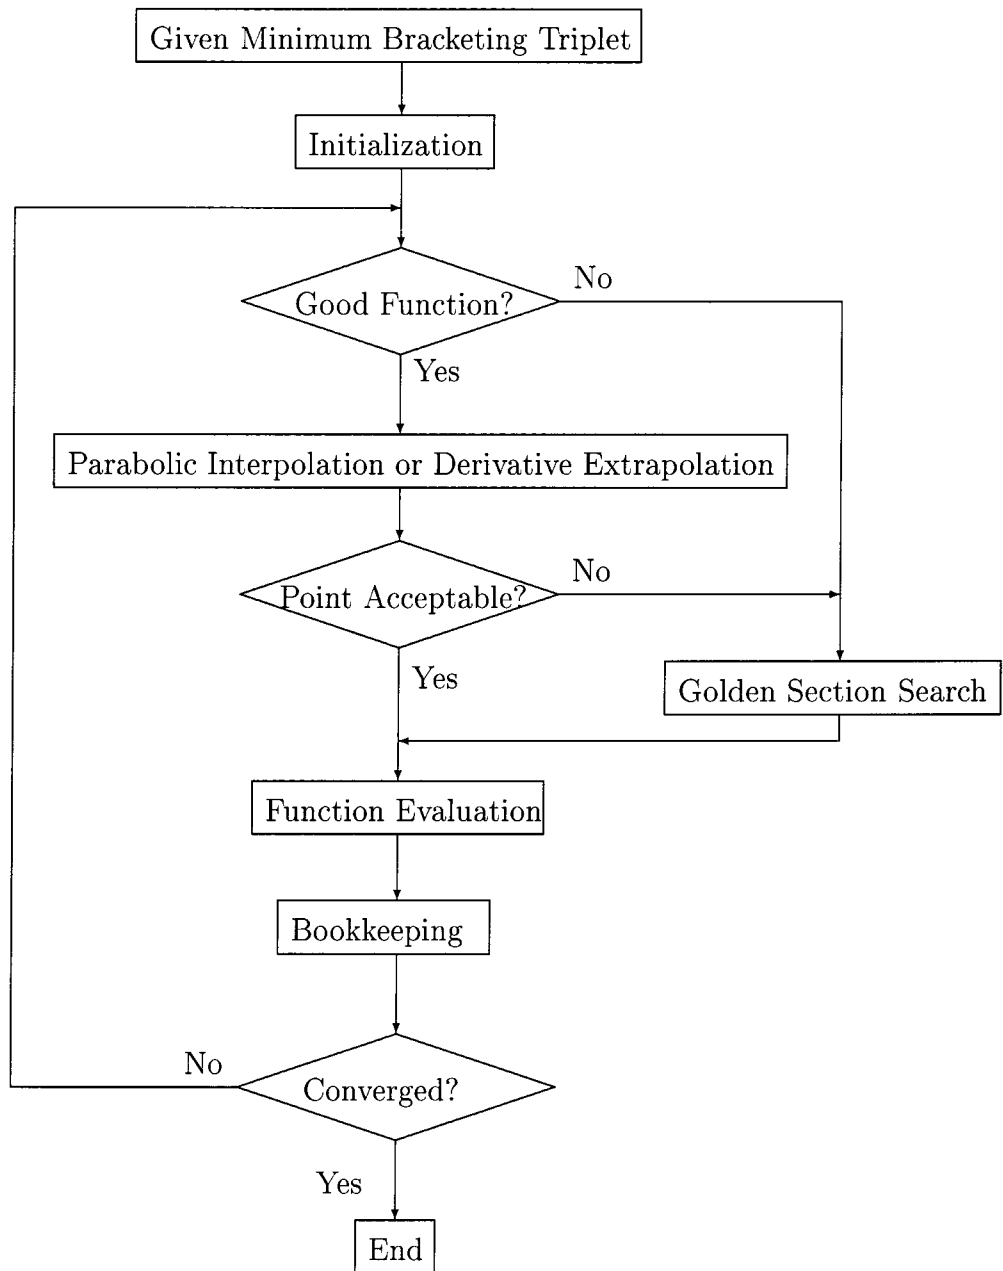 Given Minimum Bracketing Triplet
Initialization
Good Function?
No
Yes
Parabolic Interpolation or Derivative Extrapolation
Point Acceptable?
No
Yes
Golden Section Search
Function Evaluation
Bookkeeping
No
Converged?
Yes
End